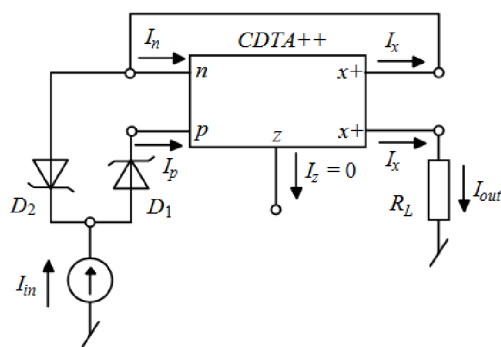 I_n
CDTA++
I_x
n
x+
p
x+
I_p
z
I_x
I_z = 0
D_2
D_1
R_L
I_out
I_in